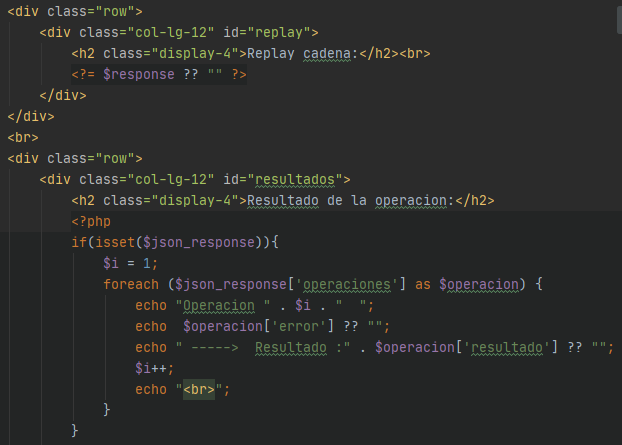 <div class="row">
    <div class="col-lg-12" id="replay">
        <h2 class="display-4">Replay cadena:</h2><br>
        <?= $response ?? "" ?>
    </div>
</div>
<br>
<div class="row">
    <div class="col-lg-12" id="resultados">
        <h2 class="display-4">Resultado de la operacion:</h2>
        <?php
        if(isset($json_response)){
            $i = 1;
            foreach ($json_response['operaciones'] as $operacion) {
                echo "Operacion " . $i . "  ";
                echo  $operacion['error'] ?? "";
                echo " ----->  Resultado :" . $operacion['resultado'] ?? "";
                $i++;
                echo "<br>";
            }
        }